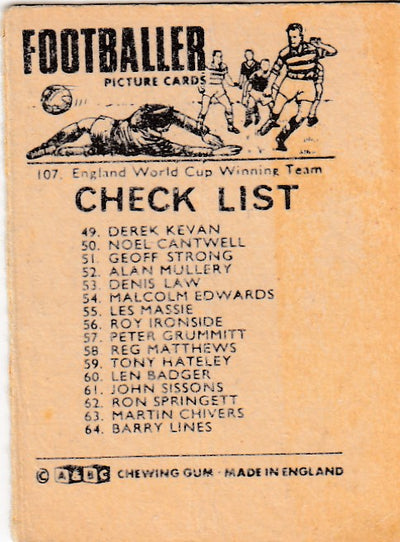 FOOTBALLER
PICTURE CARDS
107. England World Cup Winning Team
CHECK LIST
49. DEREK KEVAN
50. NOEL CANTWELL
51. GEOFF STRONG
52. ALAN MULLERY
53. DENIS LAW
54. MALCOLM EDWARDS
55. LES MASSIE
56. ROY IRONSIDE
57. PETER GRUMMITT
58. REG MATTHEWS
59. TONY HATELEY
60. LEN BADGER
61. JOHN SISSONS
62. RON SPRINGETT
63. MARTIN CHIVERS
64. BARRY LINES
© A&BC CHEWING GUM · MADE IN ENGLAND